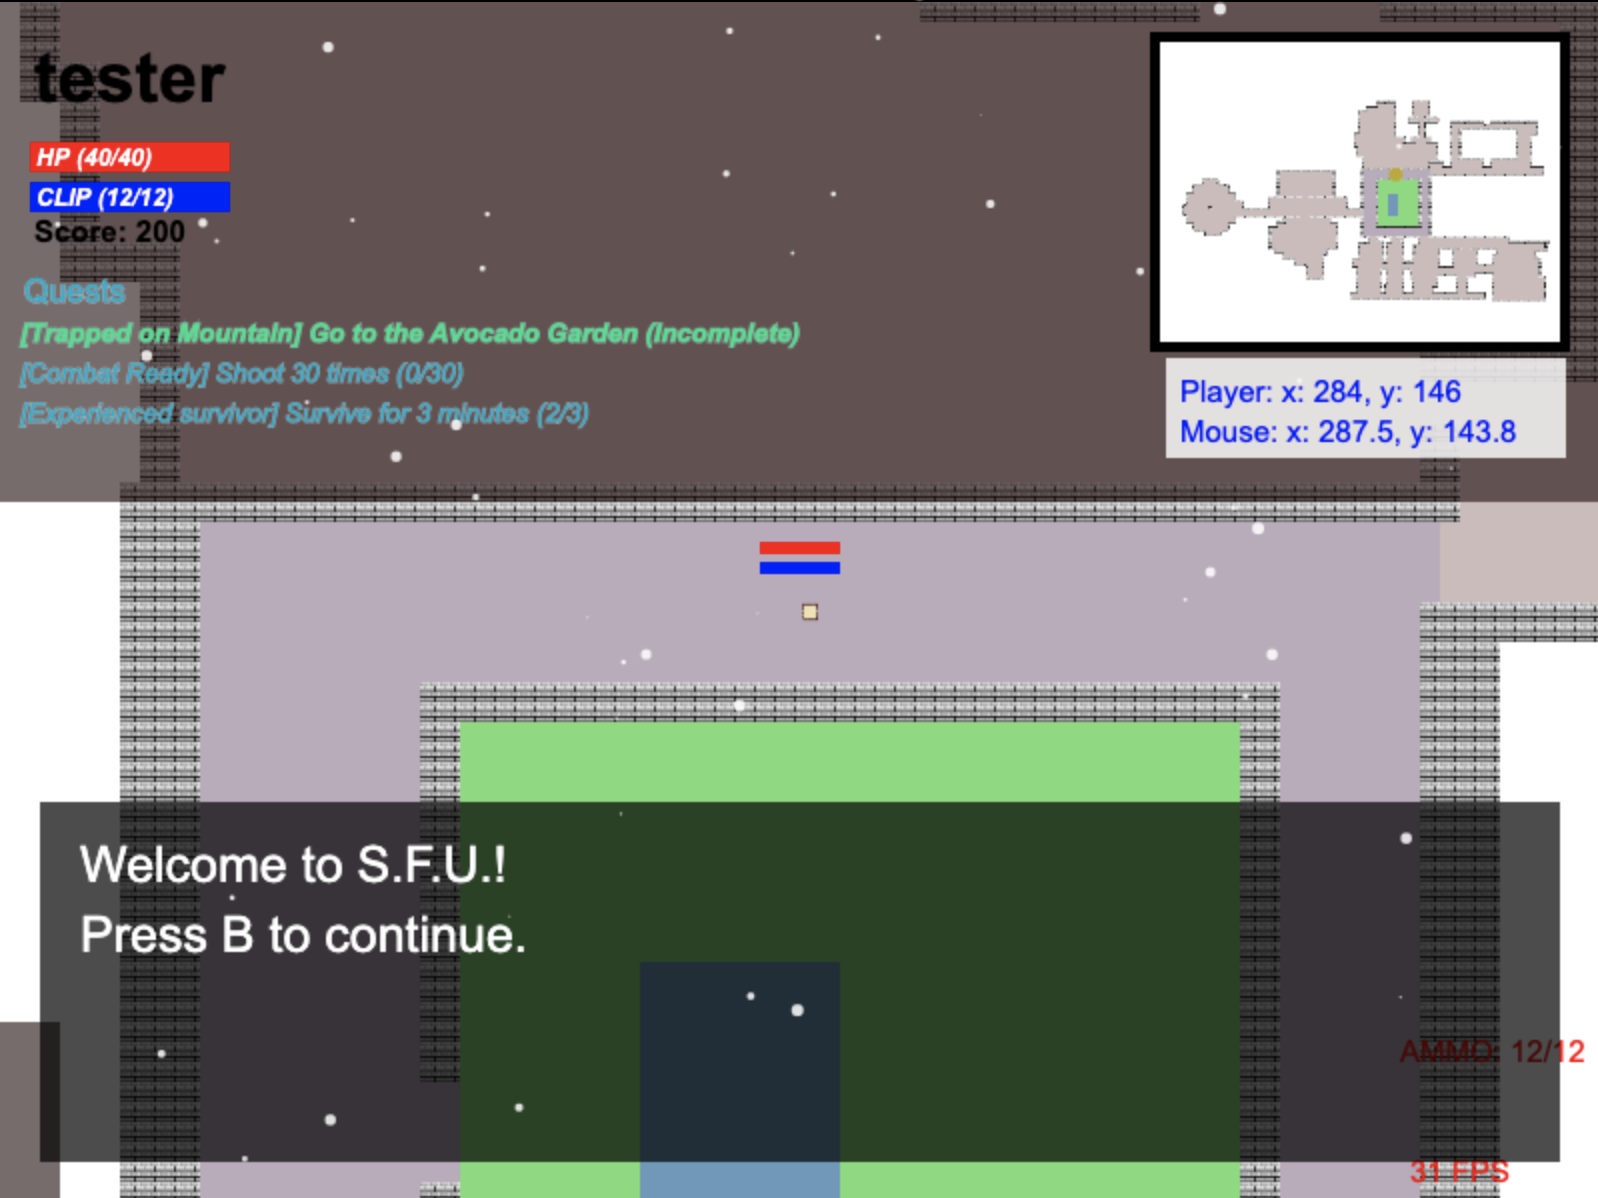 tester
HP (40/40)
CLIP (12/12)
Score: 200
Quests
[Trapped on Mountain] Go to the Avocado Garden (Incomplete)
[Combat Ready] Shoot 30 times (0/30)
[Experienced survivor] Survive for 3 minutes (2/3)
Player: x: 284, y: 146
Mouse: x: 287.5, y: 143.8
Welcome to S.F.U.!
Press B to continue.
AMMO: 12/12
31 FPS